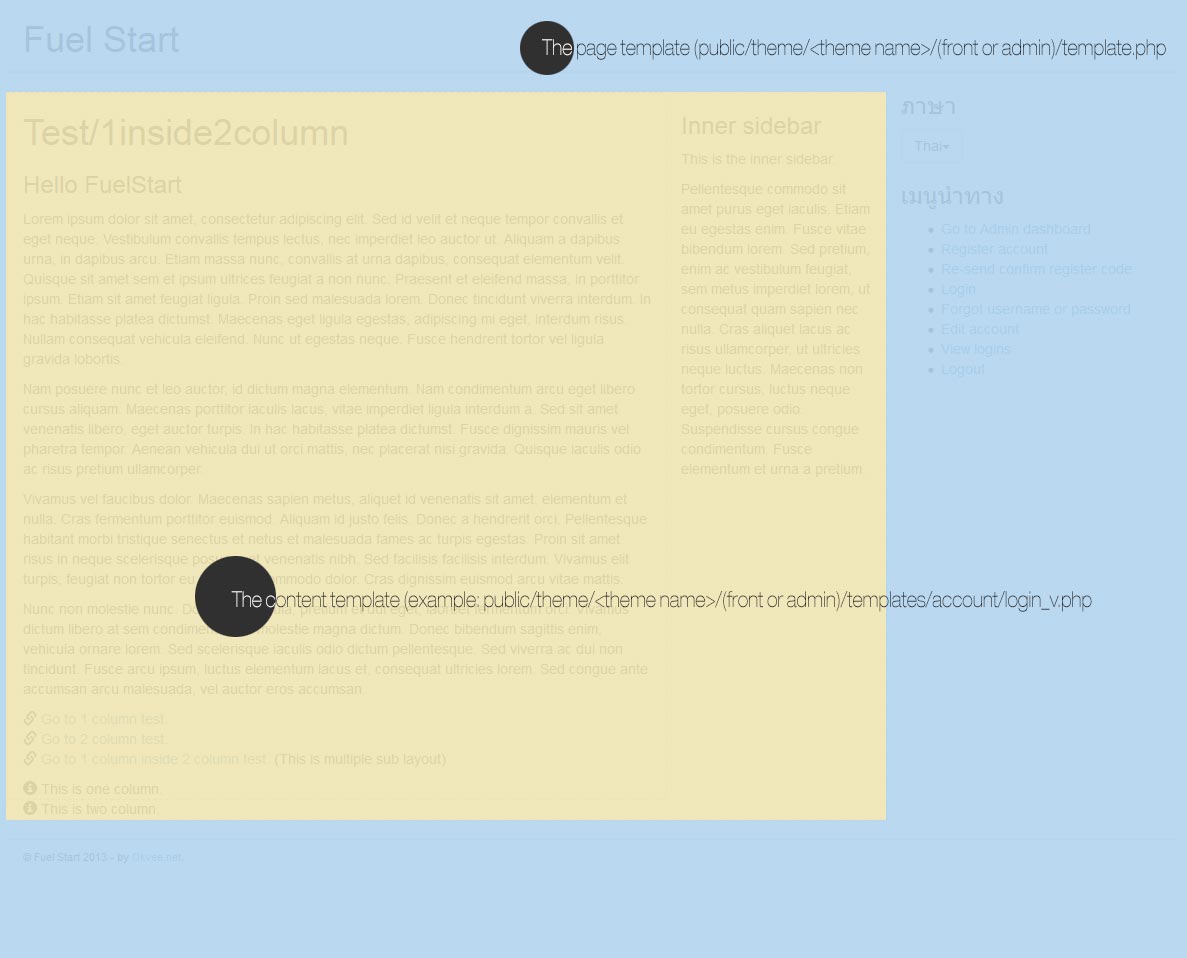 Fuel Start
The page template (public/theme/<theme name>/(front or admin)/template.php
Test/1inside2column
Hello FuelStart
Lorem ipsum dolor sit amet, consectetur adipiscing elit. Sed id velit et neque tempor convallis et
eget neque. Vestibulum convallis tempus lectus, nec imperdiet leo auctor ut. Aliquam a dapibus
urna, in dapibus arcu. Etiam massa nunc, convallis at urna dapibus, consequat elementum velit.
Quisque sit amet sem et ipsum ultrices feugiat a non nunc. Praesent et eleifend massa, in porttitor
ipsum. Etiam sit amet feugiat ligula. Proin sed malesuada lorem. Donec tincidunt viverra interdum. In
hac habitasse platea dictumst. Maecenas eget ligula egestas, adipiscing mi eget, interdum risus.
Nullam consequat vehicula eleifend. Nunc ut egestas neque. Fusce hendrerit tortor vel ligula
gravida lobortis.
Nam posuere nunc et leo auctor, id dictum magna elementum. Nam condimentum arcu eget libero
cursus aliquam. Maecenas porttitor iaculis lacus, vitae imperdiet ligula interdum a. Sed sit amet
venenatis libero, eget auctor turpis. In hac habitasse platea dictumst. Fusce dignissim mauris vel
pharetra tempor. Aenean vehicula dui ut orci mattis, nec placerat nisi gravida. Quisque iaculis odio
ac risus pretium ullamcorper.
Vivamus vel faucibus dolor. Maecenas sapien metus, aliquet id venenatis sit amet, elementum et
nulla. Cras fermentum porttitor euismod. Aliquam id justo felis. Donec a hendrerit orci. Pellentesque
habitant morbi tristique senectus et netus et malesuada fames ac turpis egestas. Proin sit amet
risus in neque scelerisque venenatis nibh. Sed facilisis facilisis interdum. Vivamus elit
turpis, feugiat non tortor eu dolor. Cras dignissim euismod arcu vitae mattis.
The content template (example: public/theme/<theme name>/(front or admin)/templates/account/login_v.php
Nunc non molestie nunc. pretium et dui eget, laoreet fermentum orci. Vivamus
dictum libero at sem molestie magna dictum. Donec bibendum sagittis enim,
vehicula ornare lorem. Sed scelerisque iaculis odio dictum pellentesque. Sed viverra ac dui non
tincidunt. Fusce arcu ipsum, luctus elementum lacus et, consequat ultricies lorem. Sed congue ante
accumsan arcu malesuada, vel auctor eros accumsan.
Go to 1 column test.
Go to 2 column test.
Go to 1 column inside 2 column test. (This is multiple sub layout)
This is one column.
This is two column.
Inner sidebar
This is the inner sidebar.
Pellentesque commodo sit
amet purus eget iaculis. Etiam
eu egestas enim. Fusce vitae
bibendum lorem. Sed pretium,
enim ac vestibulum feugiat,
sem metus imperdiet lorem, ut
consequat quam sapien nec
nulla. Cras aliquet lacus ac
risus ullamcorper, ut ultricies
neque luctus. Maecenas non
tortor cursus, luctus neque
eget, posuere odio.
Suspendisse cursus congue
condimentum. Fusce
elementum et urna a pretium.
ภาษา
Thai
เมนูนำทาง
Go to Admin dashboard
Register account
Re-send confirm register code
Login
Forgot username or password
Edit account
View logins
Logout
© Fuel Start 2013 - by Okvee.net.